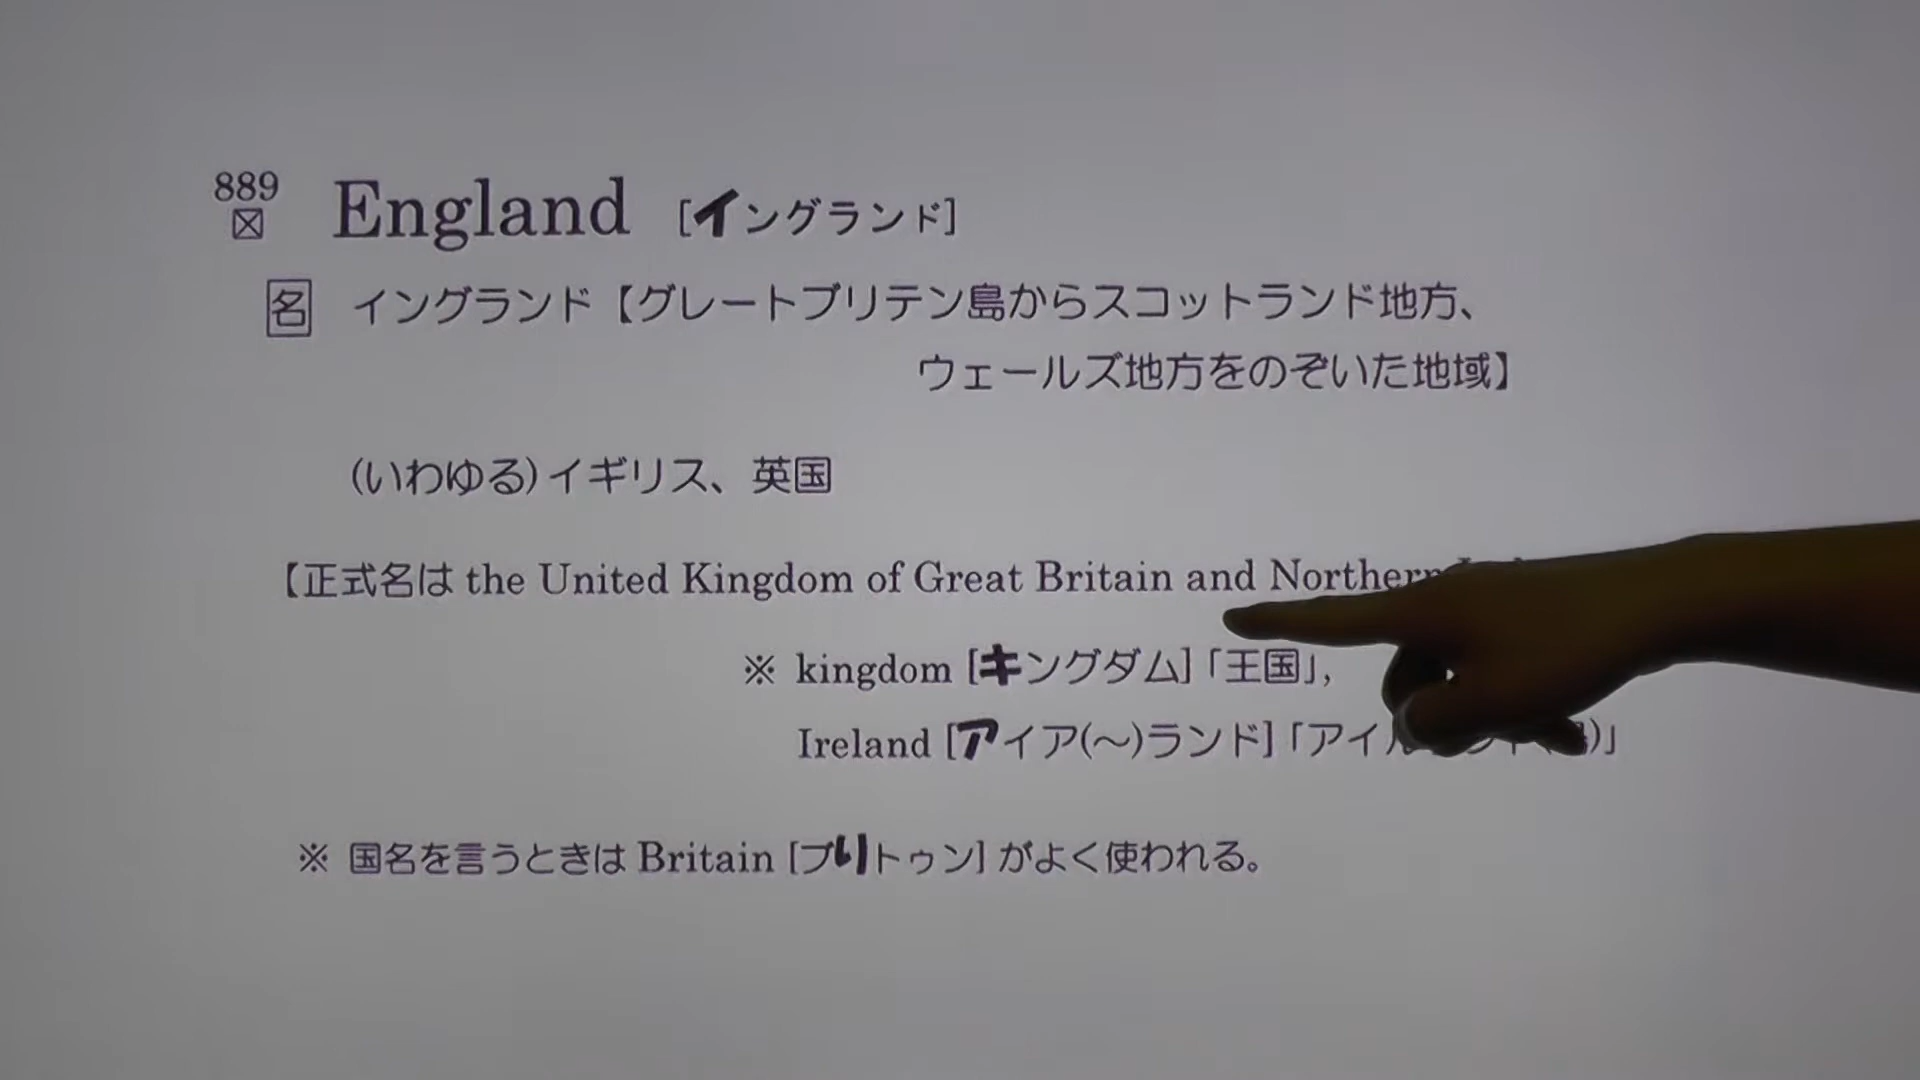 889
England [イングランド]
名 イングランド【グレートブリテン島からスコットランド地方、
ウェールズ地方をのぞいた地域】
(いわゆる)イギリス、英国
【正式名は the United Kingdom of Great Britain and Northern
※ kingdom [キングダム]「王国」,
Ireland [アイア(～)ランド]「アイ
※ 国名を言うときは Britain [ブリトゥン] がよく使われる。